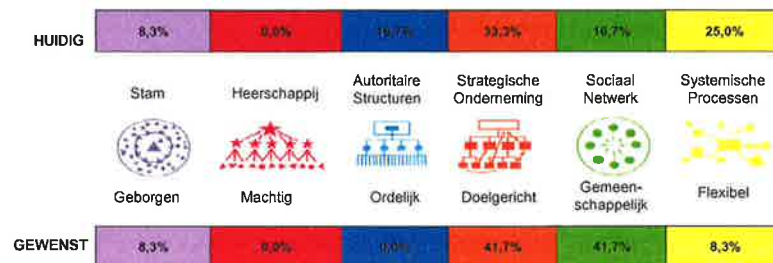 HUIDIG
8,3% 0,0% 16,7% 33,3% 16,7% 25,0%
Stam Heerschappij Autoritaire Structuren Strategische Onderneming Sociaal Netwerk Systemische Processen
Geborgen Machtig Ordelijk Doelgericht Gemeen-schappelijk Flexibel
GEWENST
8,3% 0,0% 0,0% 41,7% 41,7% 8,3%